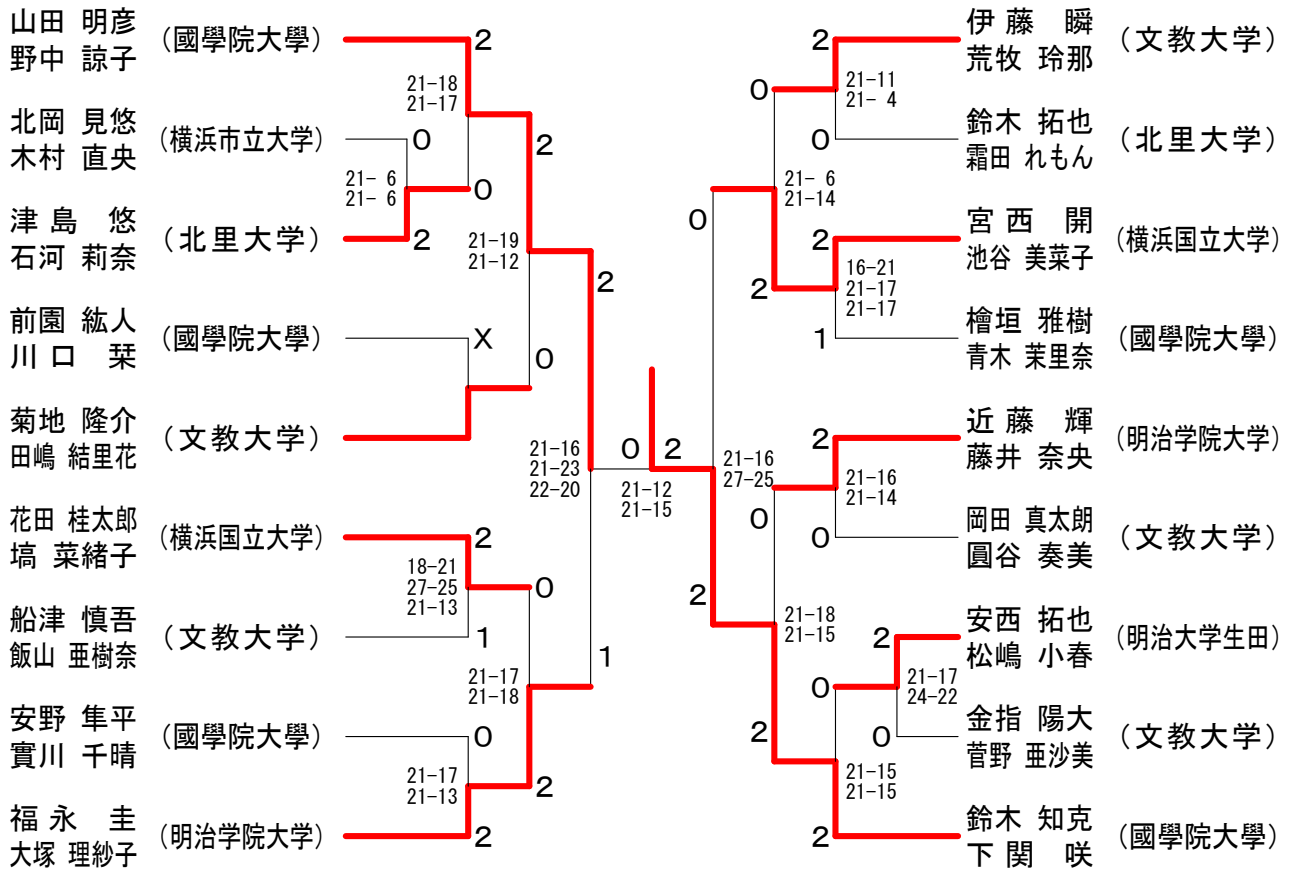 山田 明彦
野中 諒子
(國學院大學)
2
21-18
21-17
北岡 見悠
木村 直央
(横浜市立大学)
0
2
21- 6
21- 6
0
津島 悠
石河 莉奈
(北里大学)
2
21-19
21-12
2
前園 紘人
川口 栞
(國學院大學)
X
0
菊地 隆介
田嶋 結里花
(文教大学)
21-16
21-23
22-20
0
2
21-12
21-15
花田 桂太郎
塙 菜緒子
(横浜国立大学)
2
18-21
27-25
21-13
0
船津 慎吾
飯山 亜樹奈
(文教大学)
1
1
21-17
21-18
安野 隼平
實川 千晴
(國學院大學)
0
21-17
21-13
2
福永 圭
大塚 理紗子
(明治学院大学)
2
伊藤 瞬
荒牧 玲那
(文教大学)
2
0
21-11
21- 4
鈴木 拓也
霜田 れもん
(北里大学)
0
21- 6
21-14
0
宮西 開
池谷 美菜子
(横浜国立大学)
2
2
16-21
21-17
21-17
檜垣 雅樹
青木 茉里奈
(國學院大學)
1
近藤 輝
藤井 奈央
(明治学院大学)
2
21-16
27-25
21-16
21-14
0
岡田 真太朗
圓谷 奏美
(文教大学)
0
2
21-18
21-15
安西 拓也
松嶋 小春
(明治大学生田)
2
0
21-17
24-22
金指 陽大
菅野 亜沙美
(文教大学)
0
2
21-15
21-15
鈴木 知克
下関 咲
(國學院大學)
2